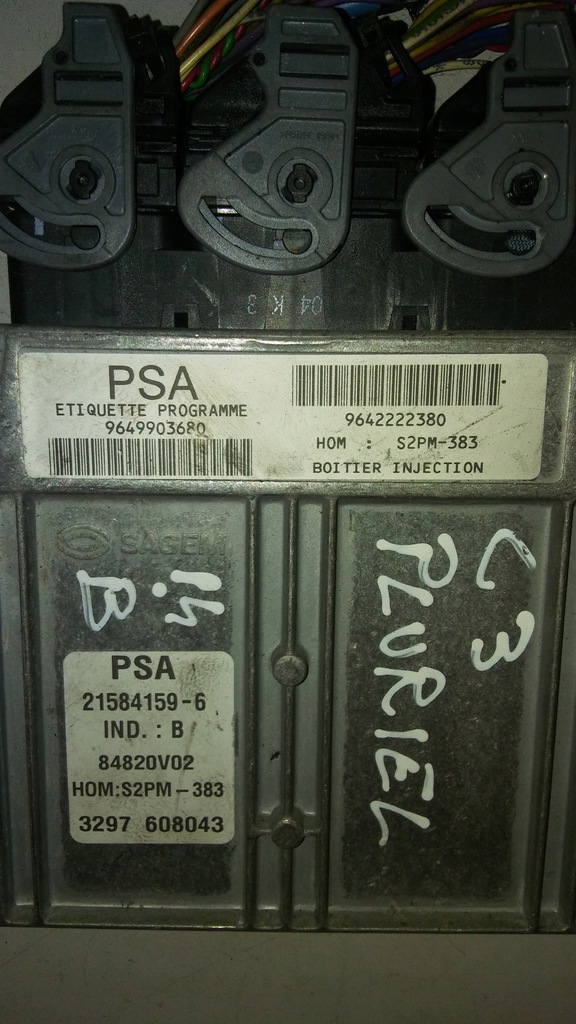 04 K 3
PSA
ETIQUETTE PROGRAMME
9649903680
9642222380
HOM : S2PM-383
BOITIER INJECTION
SAGEM
1.4
B
C3
PLURIEL
PSA
21584159-6
IND. : B
84820V02
HOM:S2PM-383
3297 608043